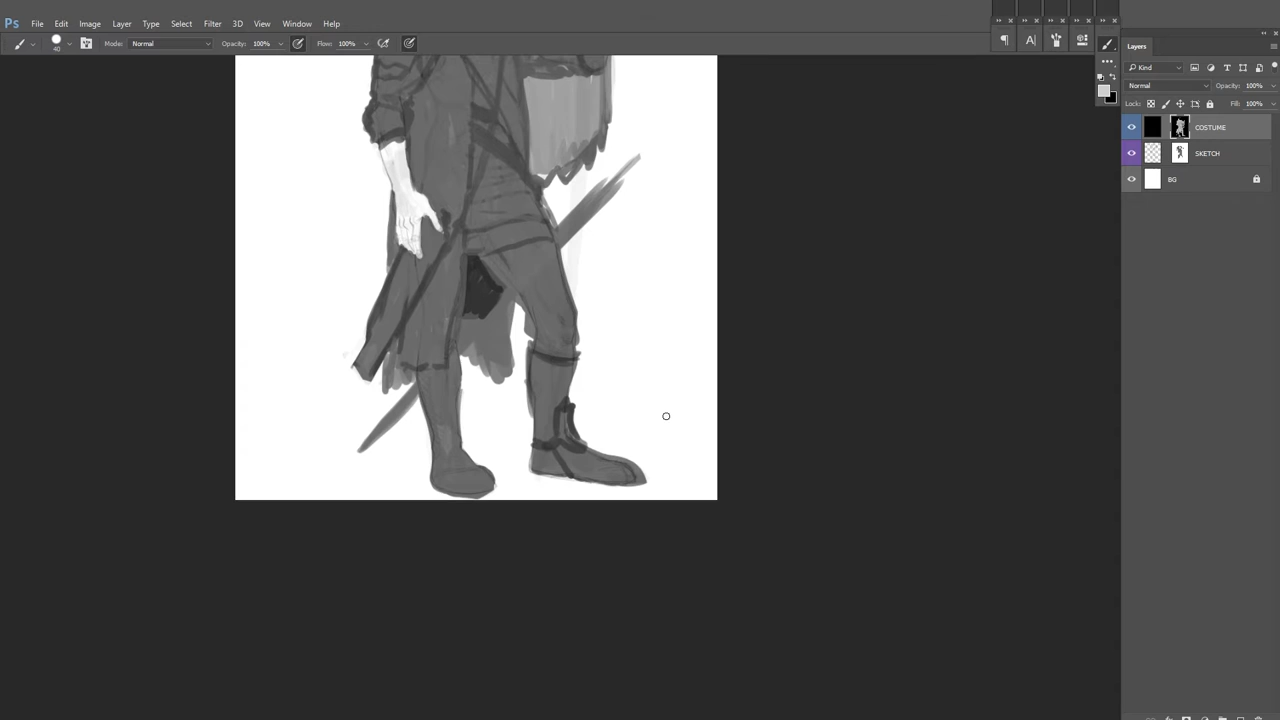 Ps File Edit Image Layer Type Select Filter 3D View Window Help
40 Mode: Normal Opacity: 100% Flow: 100%
A|
Layers
Kind
Normal Opacity: 100%
Lock: Fill: 100%
COSTUME
SKETCH
BG